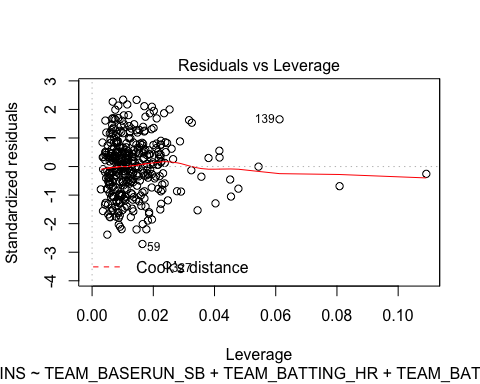 Residuals vs Leverage
Standardized residuals
3
2
1
0
-1
-2
-3
-4
139
59
327
Cook's distance
0.00 0.02 0.04 0.06 0.08 0.10
Leverage
INS ~ TEAM_BASERUN_SB + TEAM_BATTING_HR + TEAM_BAT